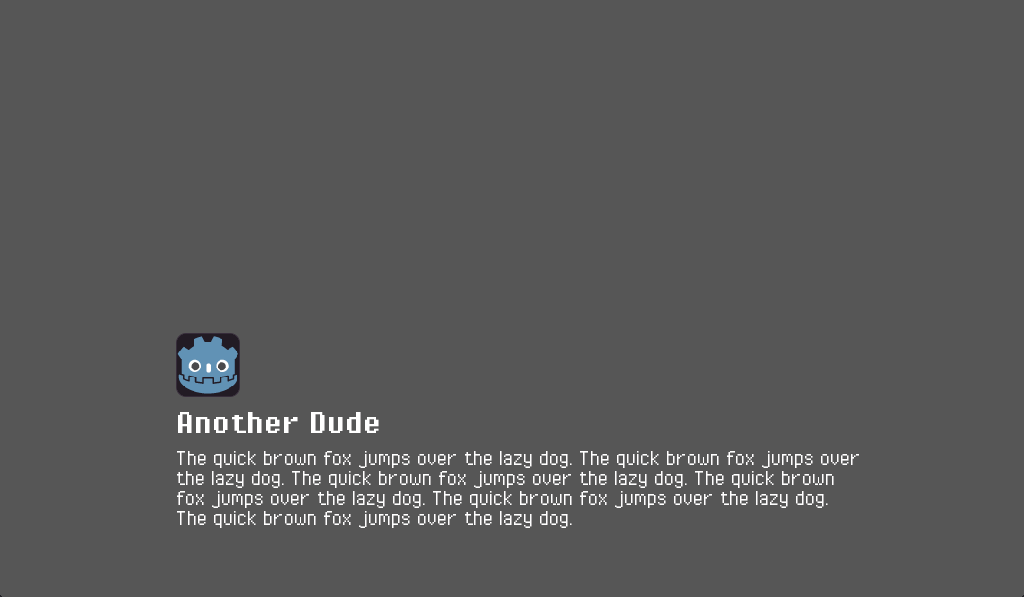 Another Dude
The quick brown fox jumps over the lazy dog. The quick brown fox jumps over
the lazy dog. The quick brown fox jumps over the lazy dog. The quick brown
fox jumps over the lazy dog. The quick brown fox jumps over the lazy dog.
The quick brown fox jumps over the lazy dog.